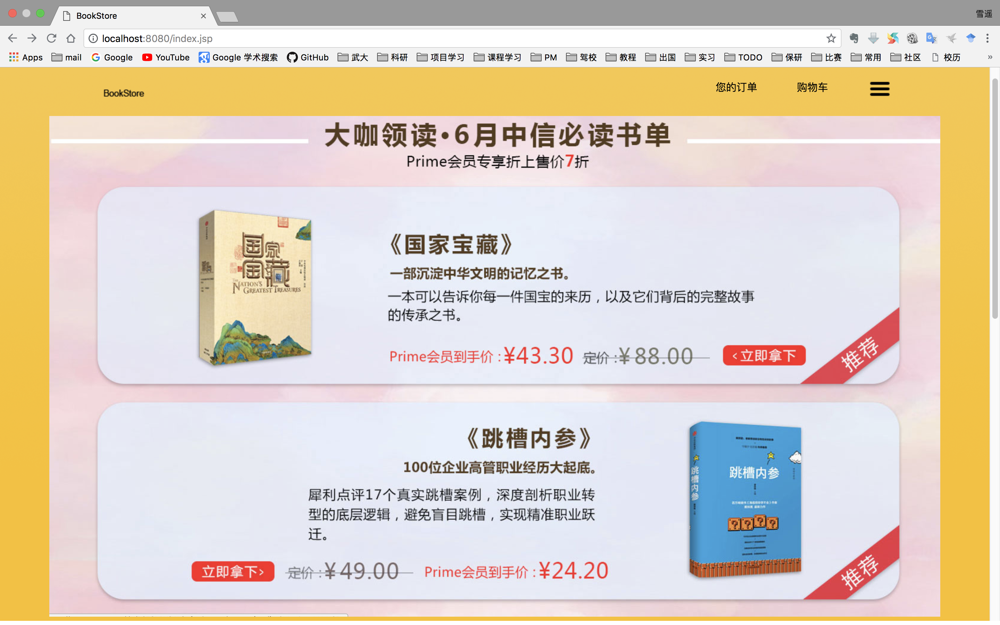 BookStore
雪遥
localhost:8080/index.jsp
Apps mail Google YouTube Google 学术搜索 GitHub 武大 科研 项目学习 课程学习 PM 驾校 教程 出国 实习 TODO 保研 比赛 常用 社区 校历 »
BookStore
您的订单 购物车
大咖领读•6月中信必读书单
Prime会员专享折上售价7折
国家宝藏
THE NATION'S GREATEST TREASURES
《国家宝藏》
一部沉淀中华文明的记忆之书。
一本可以告诉你每一件国宝的来历，以及它们背后的完整故事
的传承之书。
Prime会员到手价：¥43.30 定价：¥88.00 ‹立即拿下
推荐
《跳槽内参》
100位企业高管职业经历大起底。
犀利点评17个真实跳槽案例，深度剖析职业转
型的底层逻辑，避免盲目跳槽，实现精准职业跃
迁。
立即拿下› 定价：¥49.00 Prime会员到手价：¥24.20
跳槽内参
跳槽内参
推荐